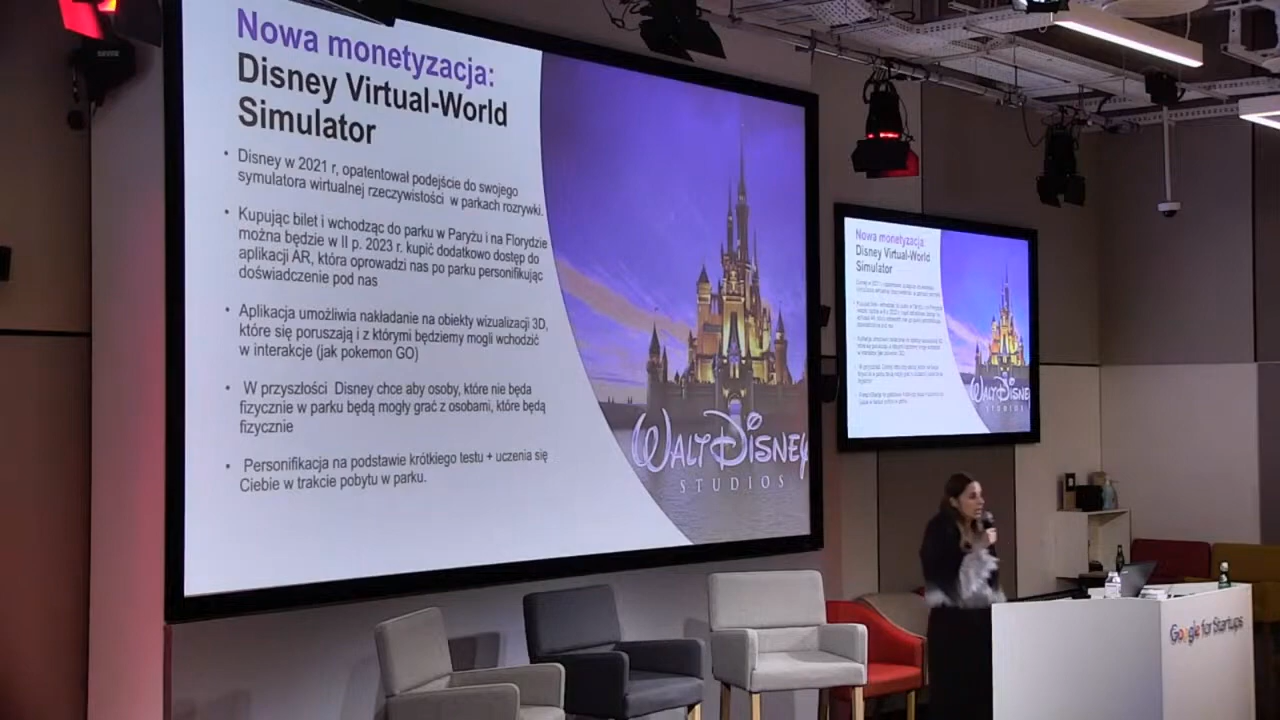 Nowa monetyzacja:
Disney Virtual-World
Simulator
• Disney w 2021 r, opatentował podejście do swojego
symulatora wirtualnej rzeczywistości w parkach rozrywki.
• Kupując bilet i wchodząc do parku w Paryżu i na Florydzie
można będzie w II p. 2023 r. kupić dodatkowo dostęp do
aplikacji AR, która oprowadzi nas po parku personifikując
doświadczenie pod nas
• Aplikacja umożliwia nakładanie na obiekty wizualizacji 3D,
które się poruszają i z którymi będziemy mogli wchodzić
w interakcje (jak pokemon GO)
• W przyszłości Disney chce aby osoby, które nie będa
fizycznie w parku będą mogły grać z osobami, które będą
fizycznie
• Personifikacja na podstawie krótkiego testu + uczenia się
Ciebie w trakcie pobytu w parku.
WALT DISNEY
STUDIOS
Nowa monetyzacja:
Disney Virtual-World
Simulator
WALT DISNE
STUDIOS
Google for Startups